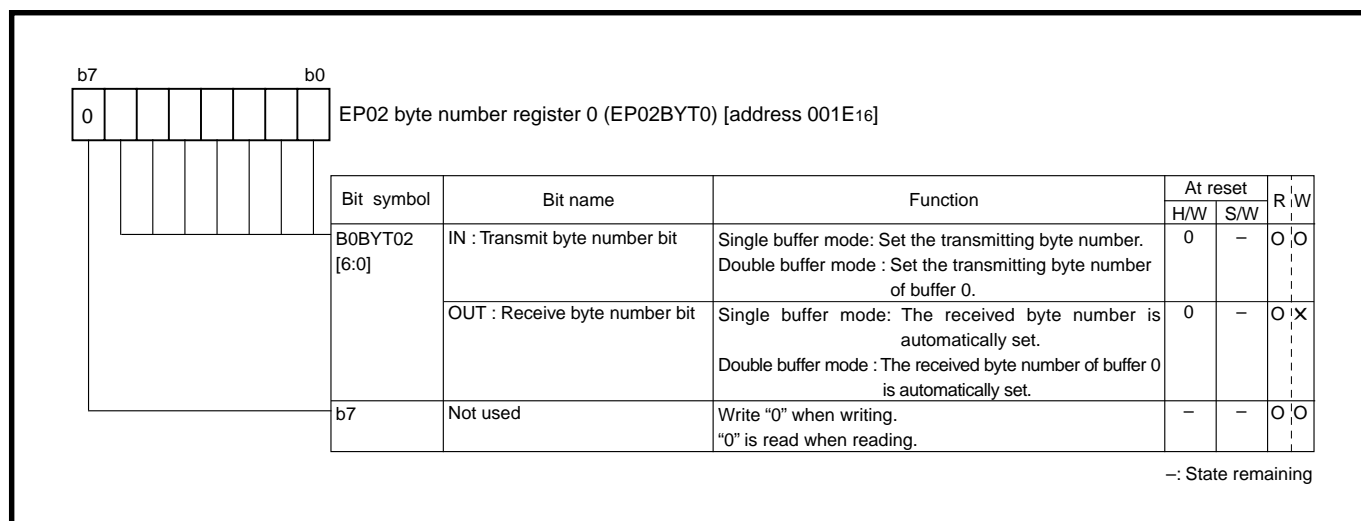 b7 b0
0
EP02 byte number register 0 (EP02BYT0) [address 001E16]
Bit symbol Bit name Function At reset R W
H/W S/W
B0BYT02 IN : Transmit byte number bit Single buffer mode: Set the transmitting byte number. 0 – O O
[6:0] Double buffer mode : Set the transmitting byte number
of buffer 0.
OUT : Receive byte number bit Single buffer mode: The received byte number is 0 – O ×
automatically set.
Double buffer mode : The received byte number of buffer 0
is automatically set.
b7 Not used Write “0” when writing. – – O O
“0” is read when reading.
–: State remaining